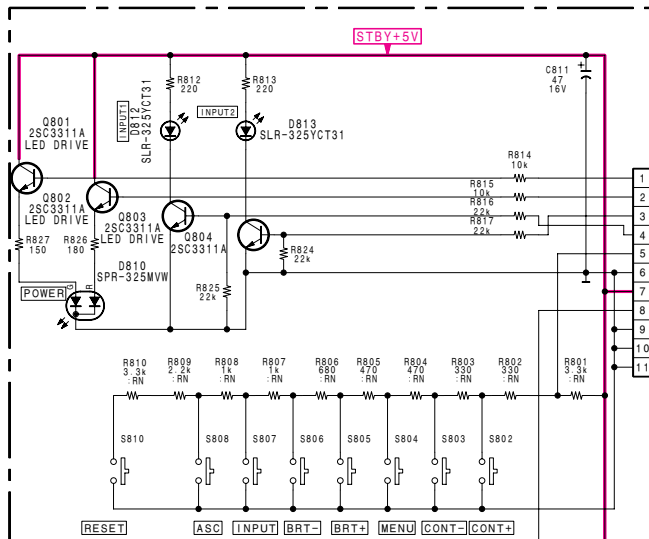 STBY+5V
R812
220
R813
220
C811
47
16V
INPUT1
D812
SLR-325YCT31
INPUT2
D813
SLR-325YCT31
Q801
2SC3311A
LED DRIVE
R814
10k
1
R815
10k
2
Q802
2SC3311A
LED DRIVE
R816
22k
3
Q803
2SC3311A
LED DRIVE
R817
22k
4
Q804
2SC3311A
R827
150
R826
180
R824
22k
5
D810
SPR-325MVW
6
POWER
G
R
R825
22k
7
8
9
10
11
R810
3.3k
:RN
R809
2.2k
:RN
R808
1k
:RN
R807
1k
:RN
R806
680
:RN
R805
470
:RN
R804
470
:RN
R803
330
:RN
R802
330
:RN
R801
3.3k
:RN
S810
S808
S807
S806
S805
S804
S803
S802
RESET
ASC
INPUT
BRT-
BRT+
MENU
CONT-
CONT+